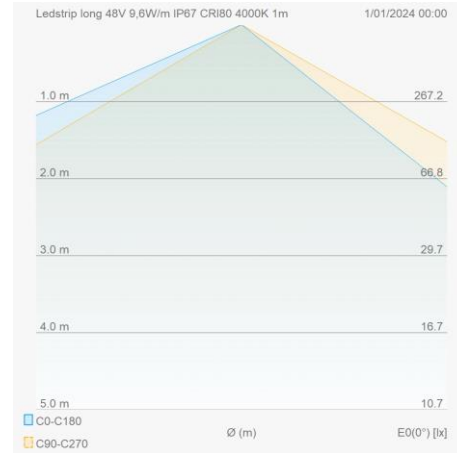 Ledstrip long 48V 9,6W/m IP67 CRI80 4000K 1m 1/01/2024 00:00
1.0 m 267.2
2.0 m 66.8
3.0 m 29.7
4.0 m 16.7
5.0 m 10.7
C0-C180
Ø (m) E0(0°) [lx]
C90-C270